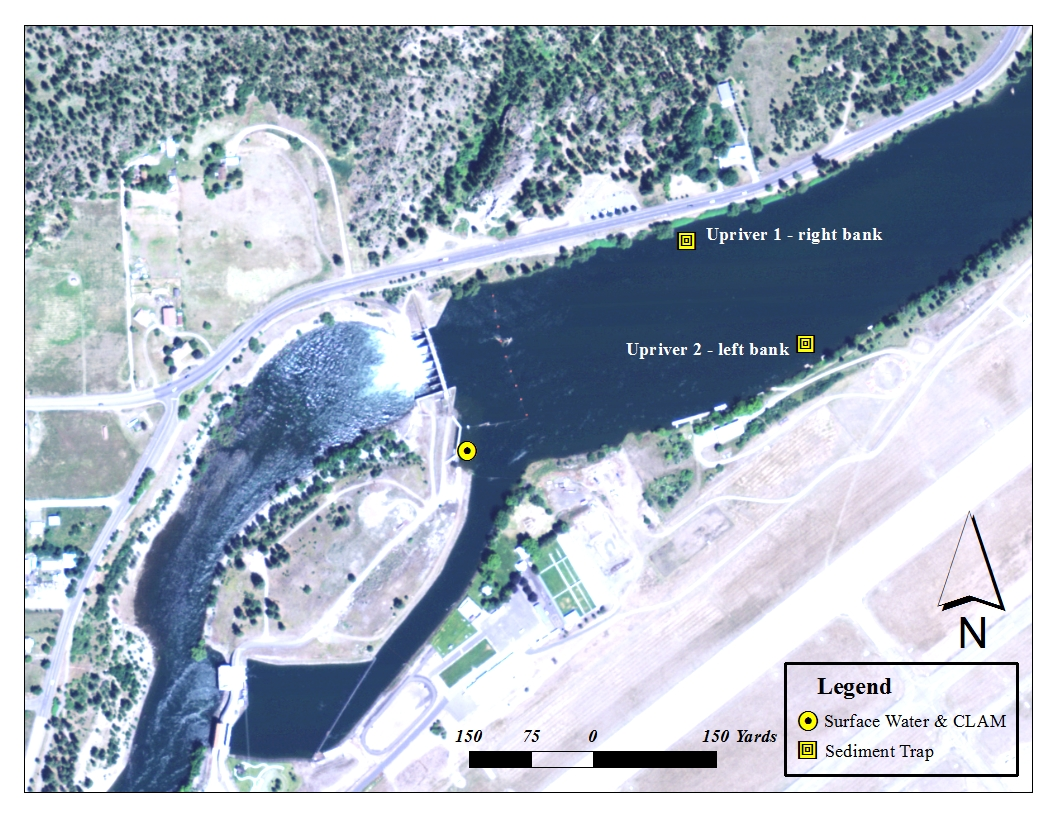 Upriver 1 - right bank
Upriver 2 - left bank
N
Legend
Surface Water & CLAM
Sediment Trap
150 75 0 150 Yards